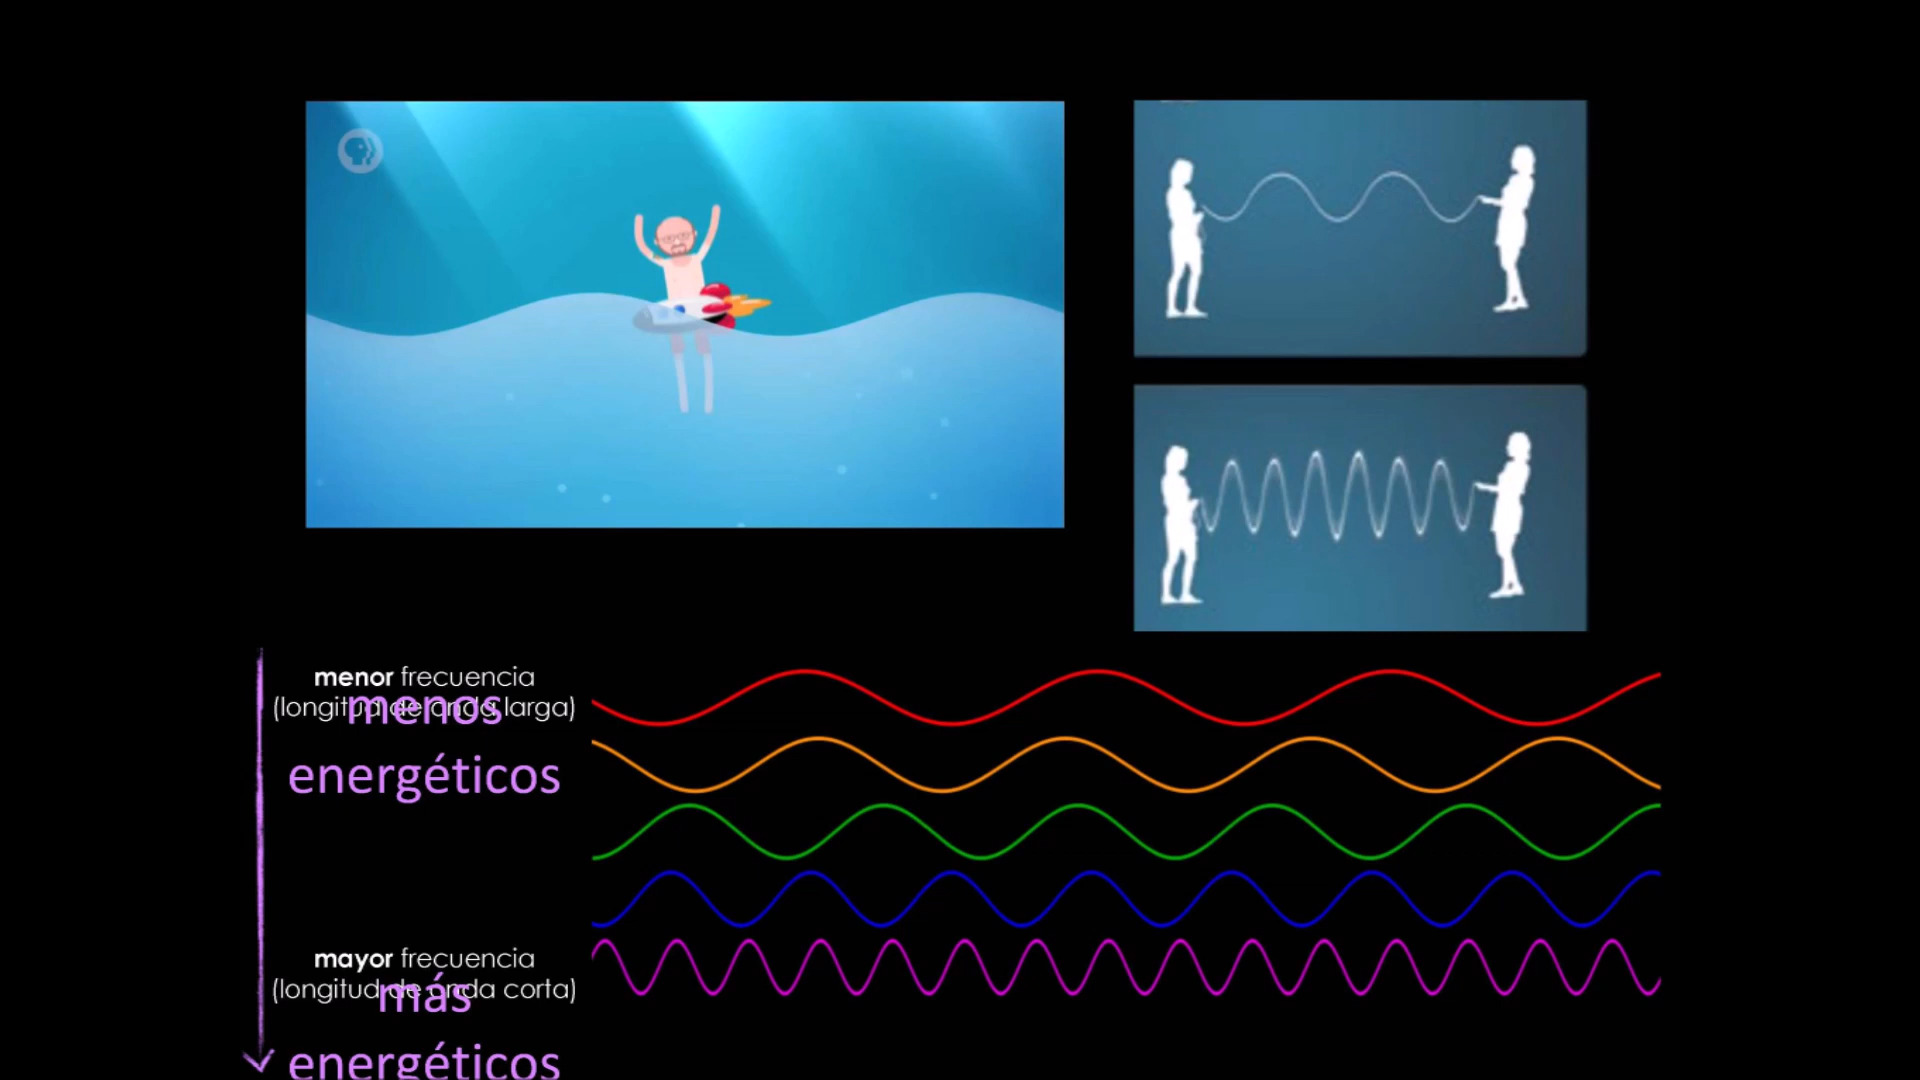 menor frecuencia
(longitud de onda larga)
menos
energéticos
mayor frecuencia
(longitud de onda corta)
más
energéticos